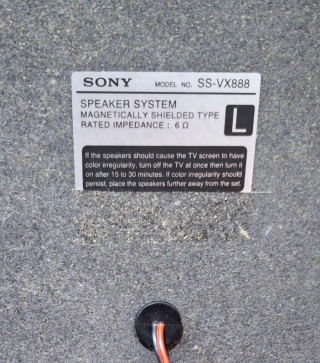 SONY MODEL NO. SS-VX888
SPEAKER SYSTEM
MAGNETICALLY SHIELDED TYPE
RATED IMPEDANCE : 6 Ω
L
If the speakers should cause the TV screen to have
color irregularity, turn off the TV at once then turn it
on after 15 to 30 minutes. If color irregularity should
persist, place the speakers further away from the set.